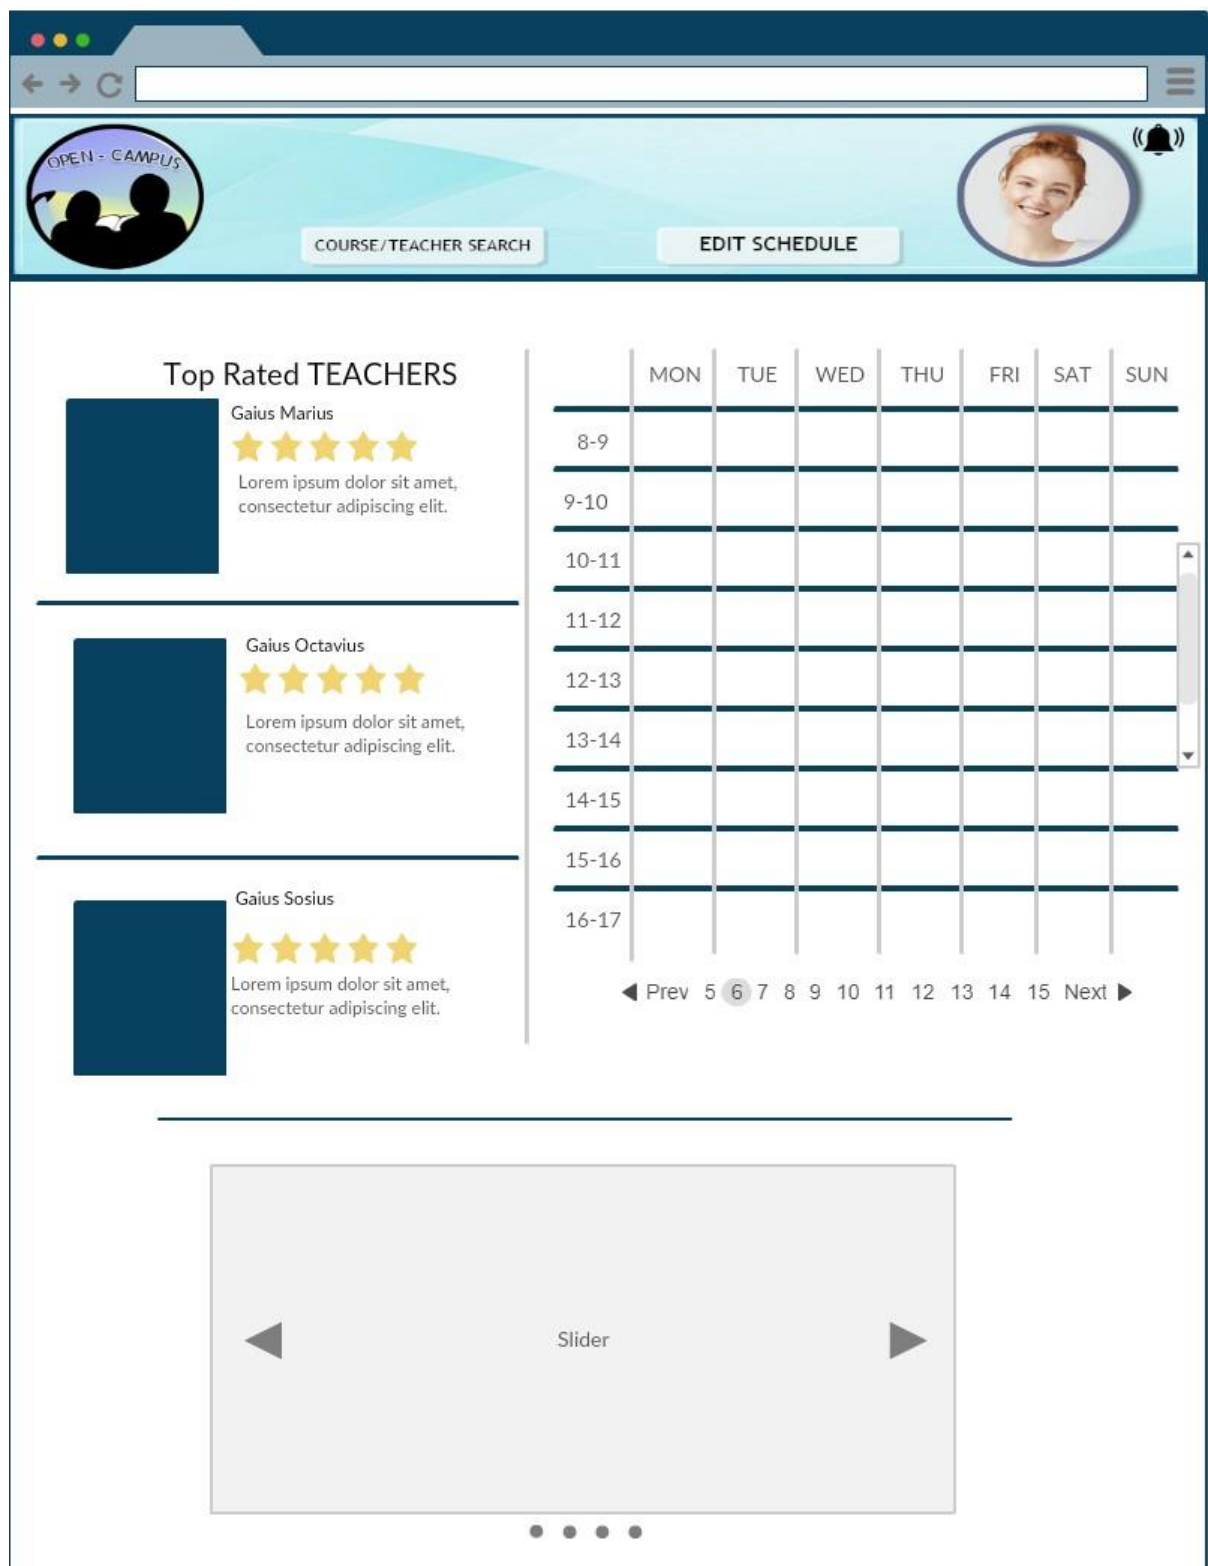 OPEN - CAMPUS
COURSE/TEACHER SEARCH
EDIT SCHEDULE
Top Rated TEACHERS
Gaius Marius
Lorem ipsum dolor sit amet,
consectetur adipiscing elit.
Gaius Octavius
Lorem ipsum dolor sit amet,
consectetur adipiscing elit.
Gaius Sosius
Lorem ipsum dolor sit amet,
consectetur adipiscing elit.
MON TUE WED THU FRI SAT SUN
8-9
9-10
10-11
11-12
12-13
13-14
14-15
15-16
16-17
Prev 5 6 7 8 9 10 11 12 13 14 15 Next
Slider